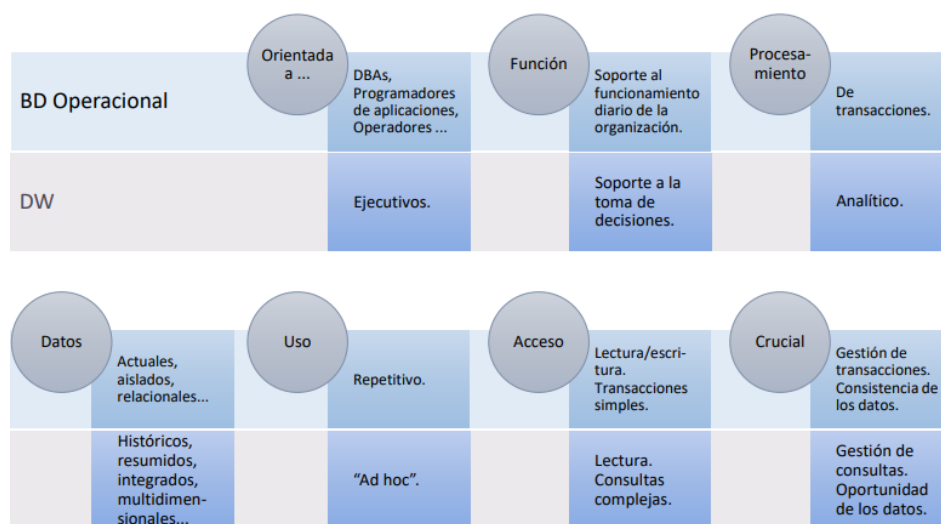 Orientada
a ...
Función
Procesa-
miento
BD Operacional
DBAs,
Programadores
de aplicaciones,
Operadores ...
Soporte al
funcionamiento
diario de la
organización.
De
transacciones.
DW
Ejecutivos.
Soporte a la
toma de
decisiones.
Analítico.
Datos
Uso
Acceso
Crucial
Actuales,
aislados,
relacionales...
Repetitivo.
Lectura/escri-
tura.
Transacciones
simples.
Gestión de
transacciones.
Consistencia de
los datos.
Históricos,
resumidos,
integrados,
multidimen-
sionales...
“Ad hoc”.
Lectura.
Consultas
complejas.
Gestión de
consultas.
Oportunidad
de los datos.